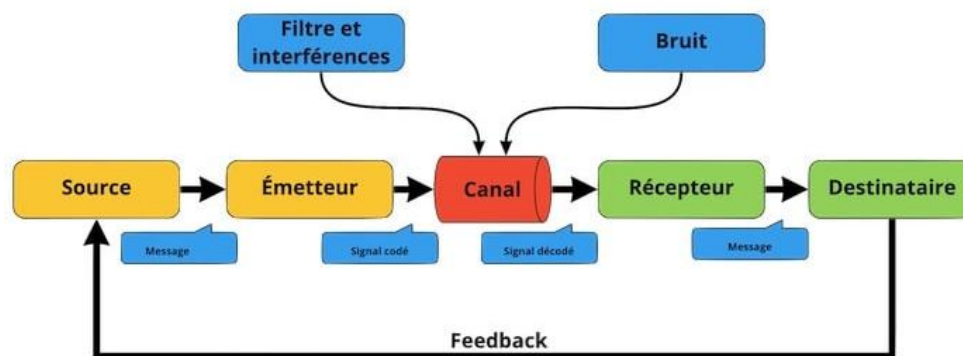 Filtre et
interférences
Bruit
Source
Émetteur
Canal
Récepteur
Destinataire
Message
Signal codé
Signal décodé
Message
Feedback